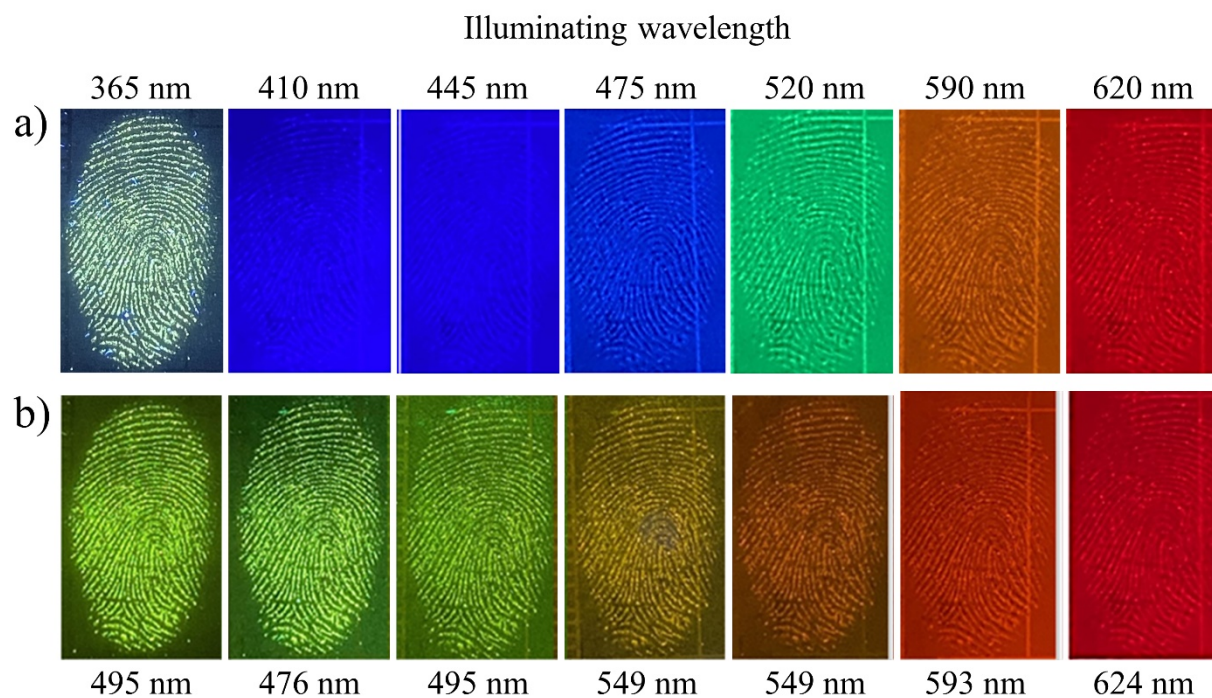 Illuminating wavelength
365 nm 410 nm 445 nm 475 nm 520 nm 590 nm 620 nm
a)
b)
495 nm 476 nm 495 nm 549 nm 549 nm 593 nm 624 nm